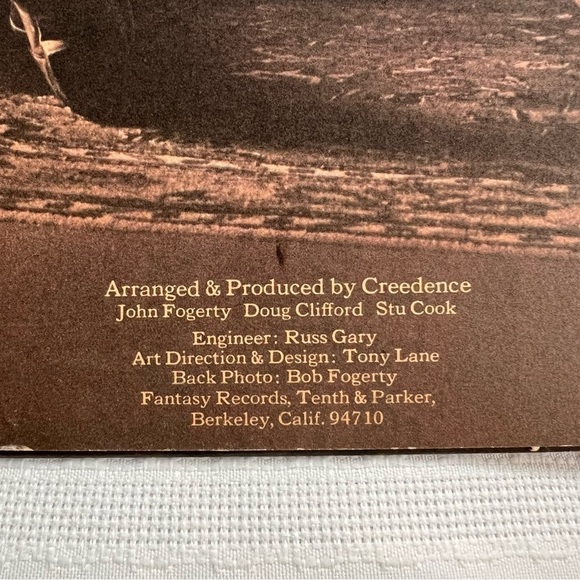 Arranged & Produced by Creedence
John Fogerty Doug Clifford Stu Cook
Engineer: Russ Gary
Art Direction & Design: Tony Lane
Back Photo: Bob Fogerty
Fantasy Records, Tenth & Parker,
Berkeley, Calif. 94710